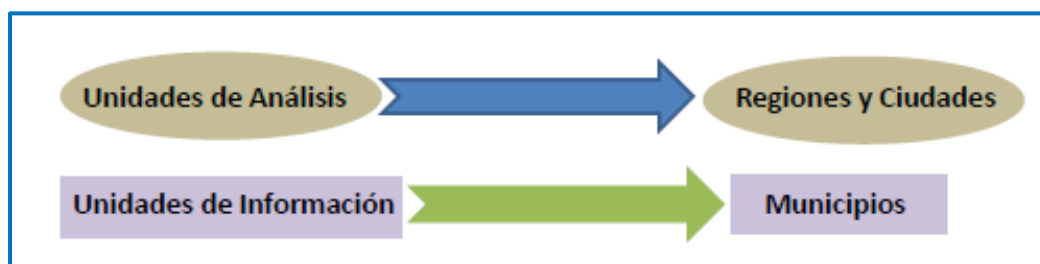 Unidades de Análisis
Regiones y Ciudades
Unidades de Información
Municipios